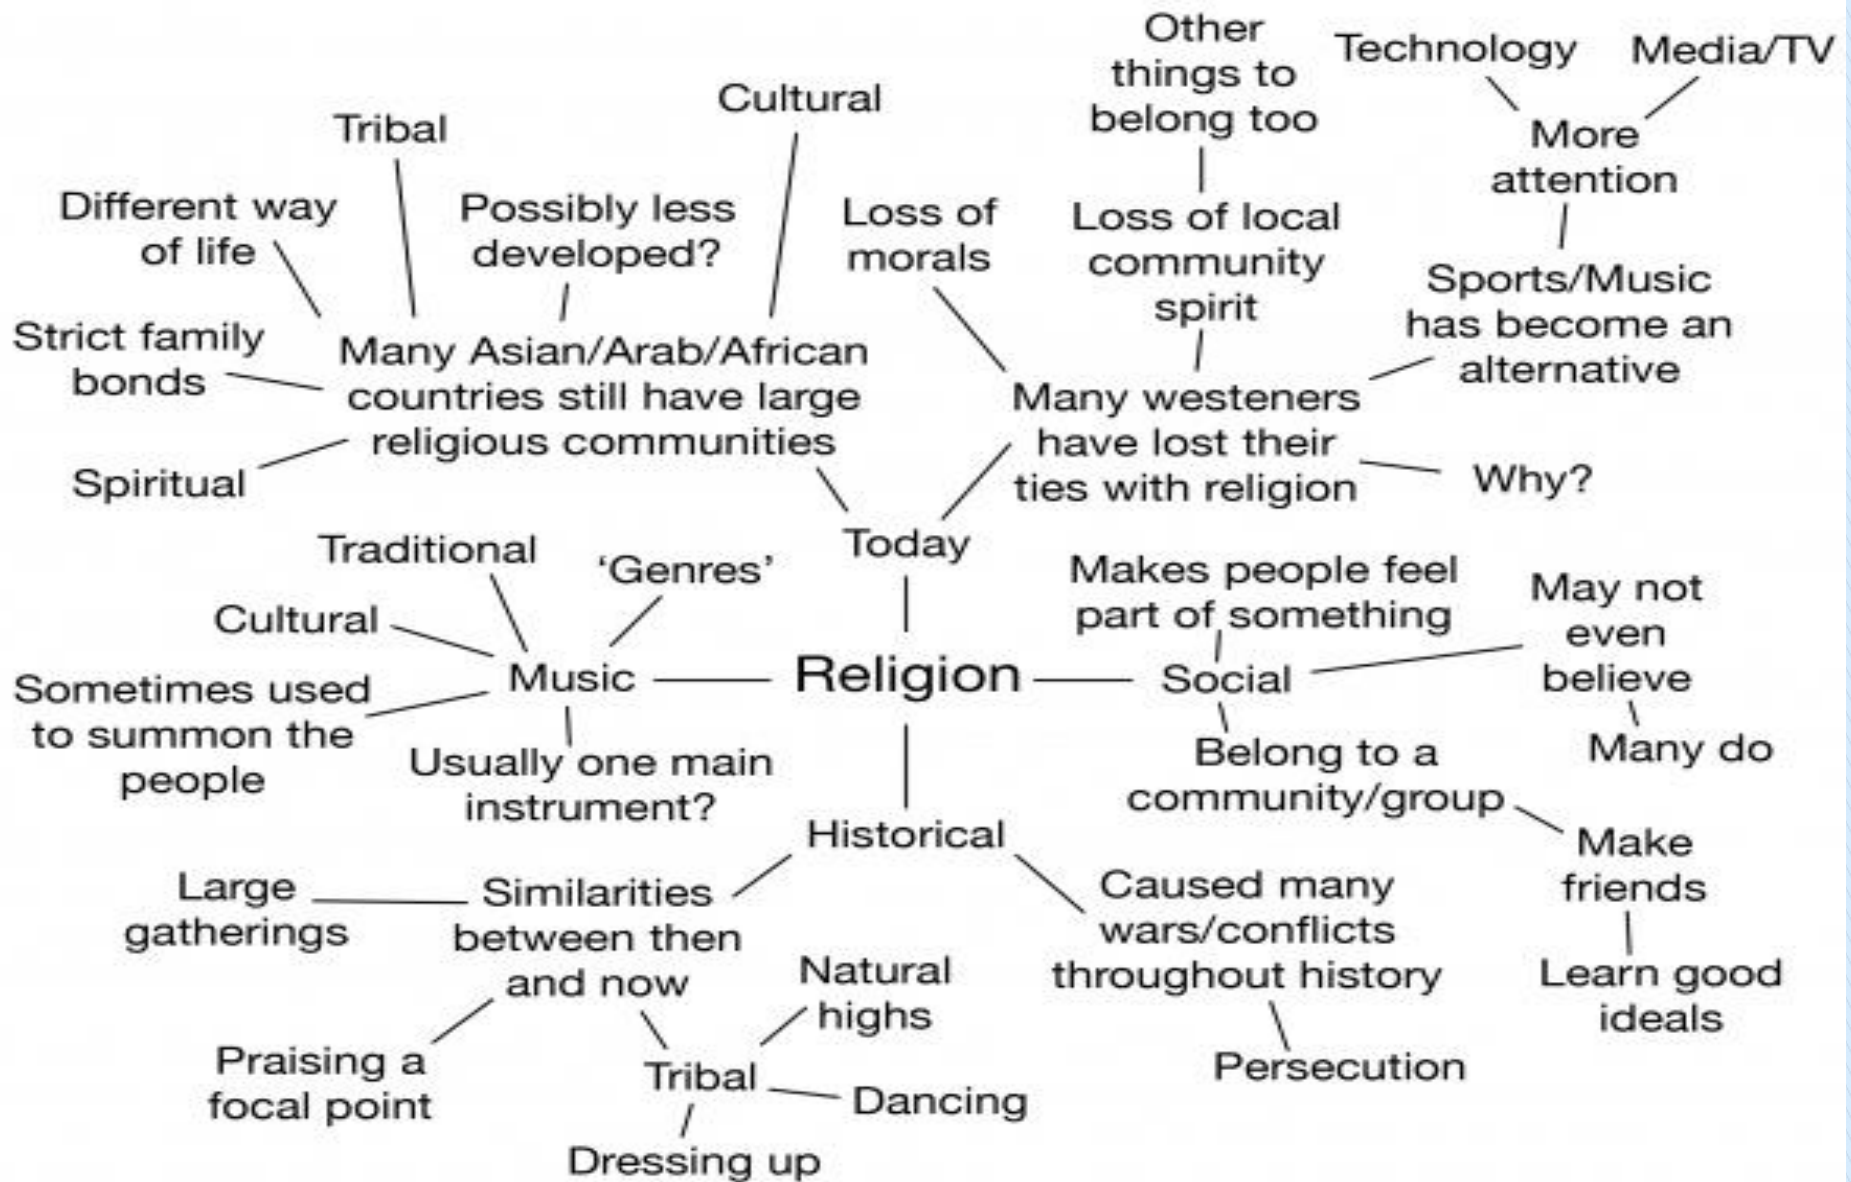 Other
things to
belong too
Technology
Media/TV
Cultural
Tribal
More
attention
Different way
of life
Possibly less
developed?
Loss of
morals
Loss of local
community
spirit
Sports/Music
has become an
alternative
Strict family
bonds
Many Asian/Arab/African
countries still have large
religious communities
Many westeners
have lost their
ties with religion
Spiritual
Why?
Today
Traditional
‘Genres’
Makes people feel
part of something
May not
even
believe
Cultural
Music
Religion
Social
Sometimes used
to summon the
people
Usually one main
instrument?
Belong to a
community/group
Many do
Historical
Make
friends
Large
gatherings
Similarities
between then
and now
Caused many
wars/conflicts
throughout history
Natural
highs
Learn good
ideals
Praising a
focal point
Tribal
Persecution
Dancing
Dressing up